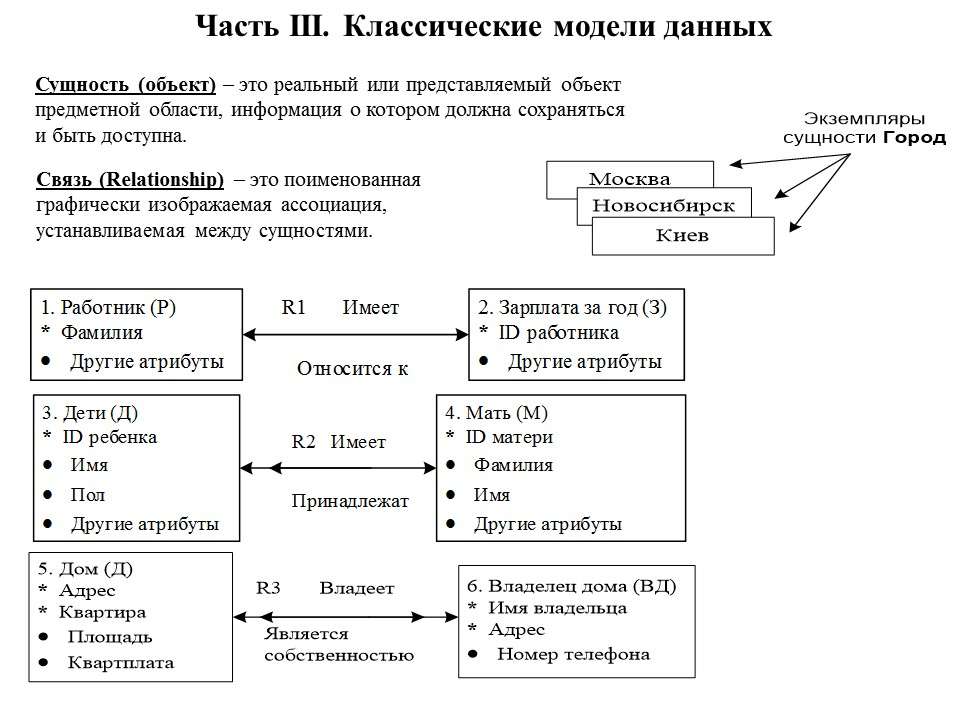 Часть III. Классические модели данных
Сущность (объект) – это реальный или представляемый объект
предметной области, информация о котором должна сохраняться
и быть доступна.
Связь (Relationship) – это поименованная
графически изображаемая ассоциация,
устанавливаемая между сущностями.
Экземпляры
сущности Город
Москва
Новосибирск
Киев
1. Работник (Р)
* Фамилия
● Другие атрибуты
R1 Имеет
Относится к
2. Зарплата за год (З)
* ID работника
● Другие атрибуты
3. Дети (Д)
* ID ребенка
● Имя
● Пол
● Другие атрибуты
R2 Имеет
Принадлежат
4. Мать (М)
* ID матери
● Фамилия
● Имя
● Другие атрибуты
5. Дом (Д)
* Адрес
* Квартира
● Площадь
● Квартплата
R3 Владеет
Является
собственностью
6. Владелец дома (ВД)
* Имя владельца
* Адрес
● Номер телефона